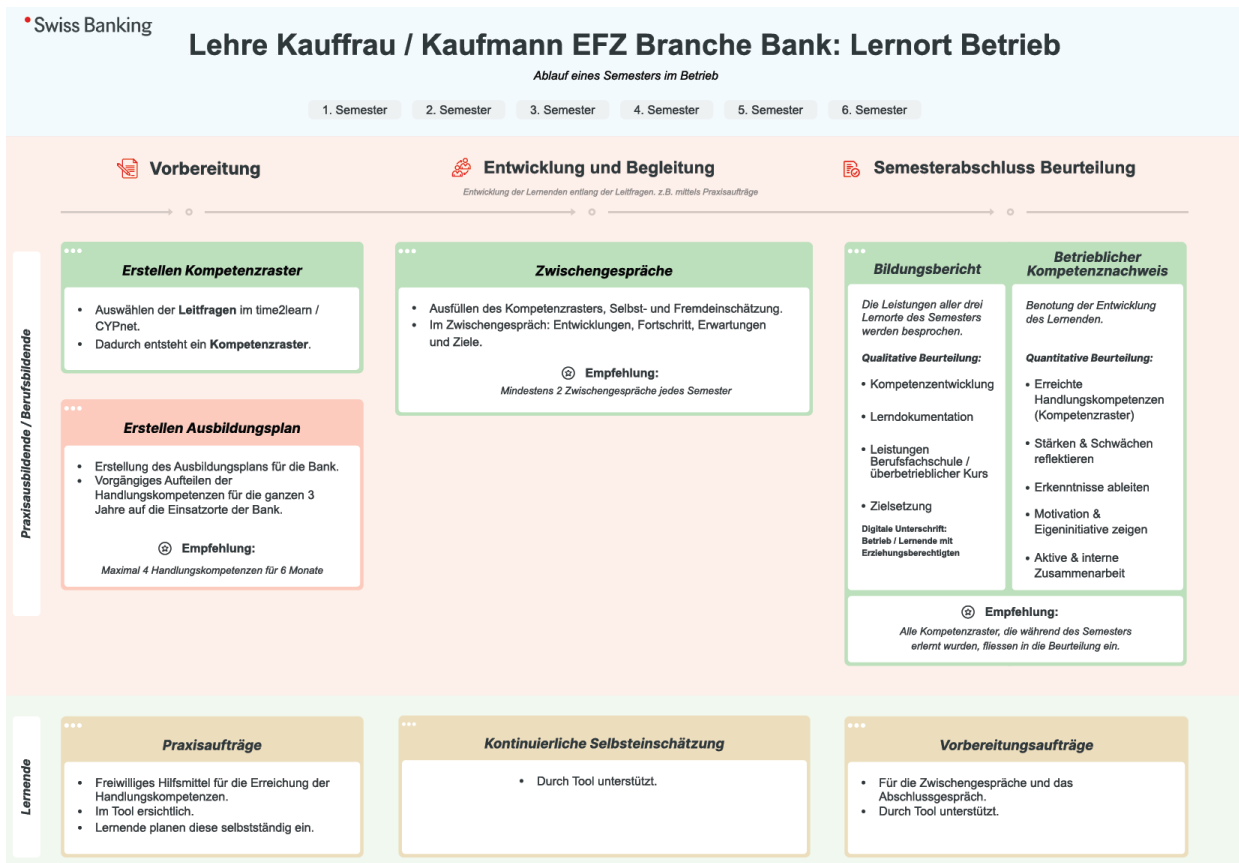 Swiss Banking
Lehre Kauffrau / Kaufmann EFZ Branche Bank: Lernort Betrieb
Ablauf eines Semesters im Betrieb
1. Semester
2. Semester
3. Semester
4. Semester
5. Semester
6. Semester
Vorbereitung
Entwicklung und Begleitung
Entwicklung der Lernenden entlang der Leitfragen. z.B. mittels Praxisaufträge
Semesterabschluss Beurteilung
Praxisausbildende / Berufsbildende
Erstellen Kompetenzraster
• Auswählen der Leitfragen im time2learn /
CYPnet.
• Dadurch entsteht ein Kompetenzraster.
Erstellen Ausbildungsplan
• Erstellung des Ausbildungsplans für die Bank.
• Vorgängiges Aufteilen der
Handlungskompetenzen für die ganzen 3
Jahre auf die Einsatzorte der Bank.
Empfehlung:
Maximal 4 Handlungskompetenzen für 6 Monate
Zwischengespräche
• Ausfüllen des Kompetenzrasters, Selbst- und Fremdeinschätzung.
• Im Zwischengespräch: Entwicklungen, Fortschritt, Erwartungen
und Ziele.
Empfehlung:
Mindestens 2 Zwischengespräche jedes Semester
Bildungsbericht
Die Leistungen aller drei
Lernorte des Semesters
werden besprochen.
Qualitative Beurteilung:
• Kompetenzentwicklung
• Lerndokumentation
• Leistungen
Berufsfachschule /
überbetrieblicher Kurs
• Zielsetzung
Digitale Unterschrift:
Betrieb / Lernende mit
Erziehungsberechtigten
Betrieblicher
Kompetenznachweis
Benotung der Entwicklung
des Lernenden.
Quantitative Beurteilung:
• Erreichte
Handlungskompetenzen
(Kompetenzraster)
• Stärken & Schwächen
reflektieren
• Erkenntnisse ableiten
• Motivation &
Eigeninitiative zeigen
• Aktive & interne
Zusammenarbeit
Empfehlung:
Alle Kompetenzraster, die während des Semesters
erlernt wurden, fliessen in die Beurteilung ein.
Lernende
Praxisaufträge
• Freiwilliges Hilfsmittel für die Erreichung der
Handlungskompetenzen.
• Im Tool ersichtlich.
• Lernende planen diese selbstständig ein.
Kontinuierliche Selbsteinschätzung
• Durch Tool unterstützt.
Vorbereitungsaufträge
• Für die Zwischengespräche und das
Abschlussgespräch.
• Durch Tool unterstützt.